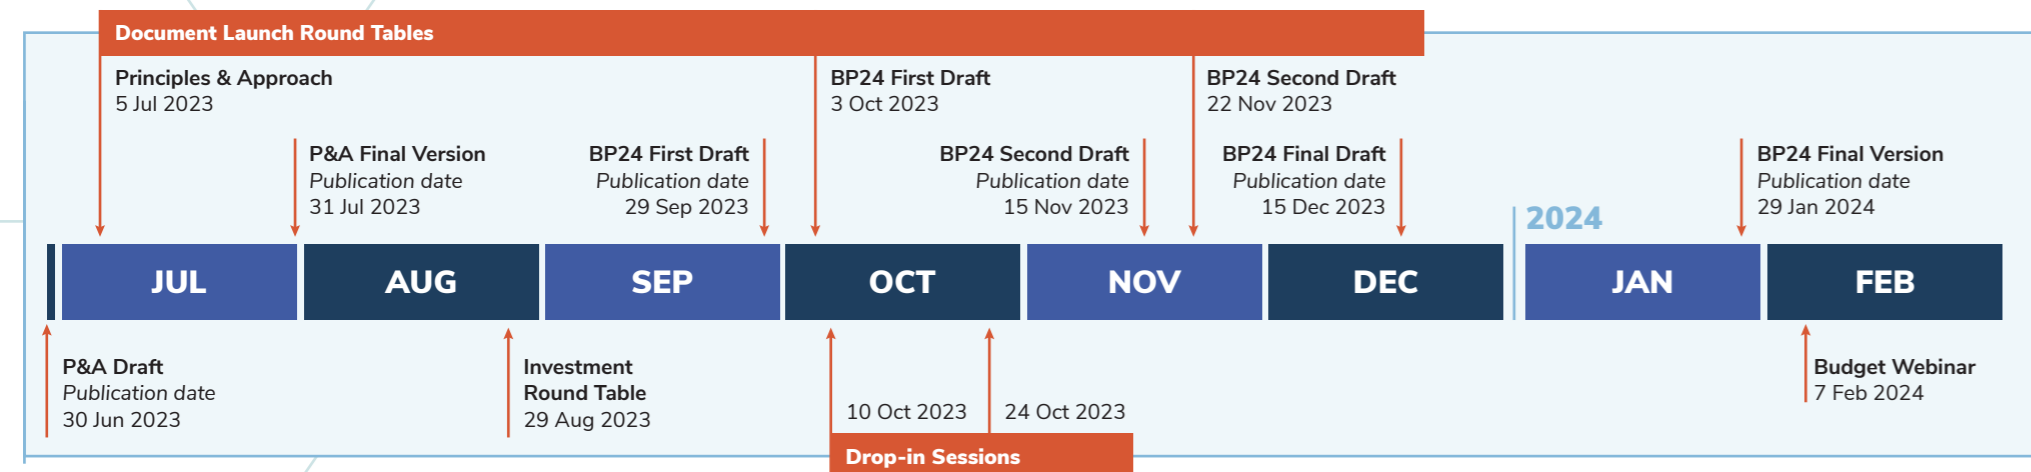 Document Launch Round Tables
Principles & Approach
5 Jul 2023
BP24 First Draft
3 Oct 2023
BP24 Second Draft
22 Nov 2023
P&A Final Version
Publication date
31 Jul 2023
BP24 First Draft
Publication date
29 Sep 2023
BP24 Second Draft
Publication date
15 Nov 2023
BP24 Final Draft
Publication date
15 Dec 2023
BP24 Final Version
Publication date
29 Jan 2024
2024
JUL AUG SEP OCT NOV DEC JAN FEB
P&A Draft
Publication date
30 Jun 2023
Investment
Round Table
29 Aug 2023
10 Oct 2023
24 Oct 2023
Drop-in Sessions
Budget Webinar
7 Feb 2024